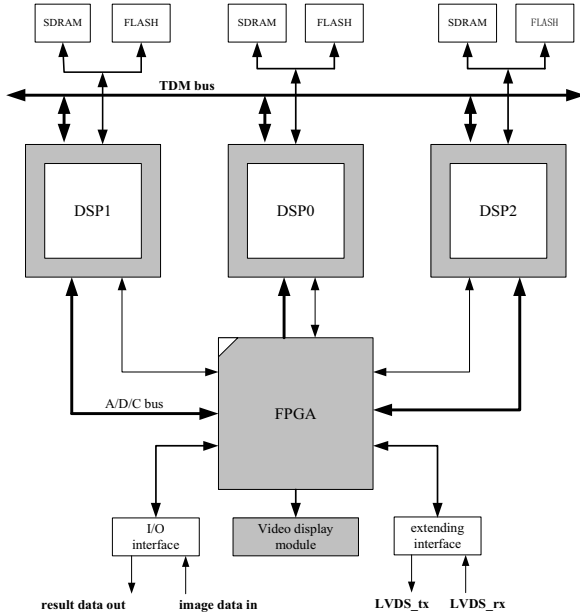 SDRAM
FLASH
SDRAM
FLASH
SDRAM
FLASH
TDM bus
DSP1
DSP0
DSP2
A/D/C bus
FPGA
I/O
interface
Video display
module
extending
interface
result data out
image data in
LVDS_tx
LVDS_rx